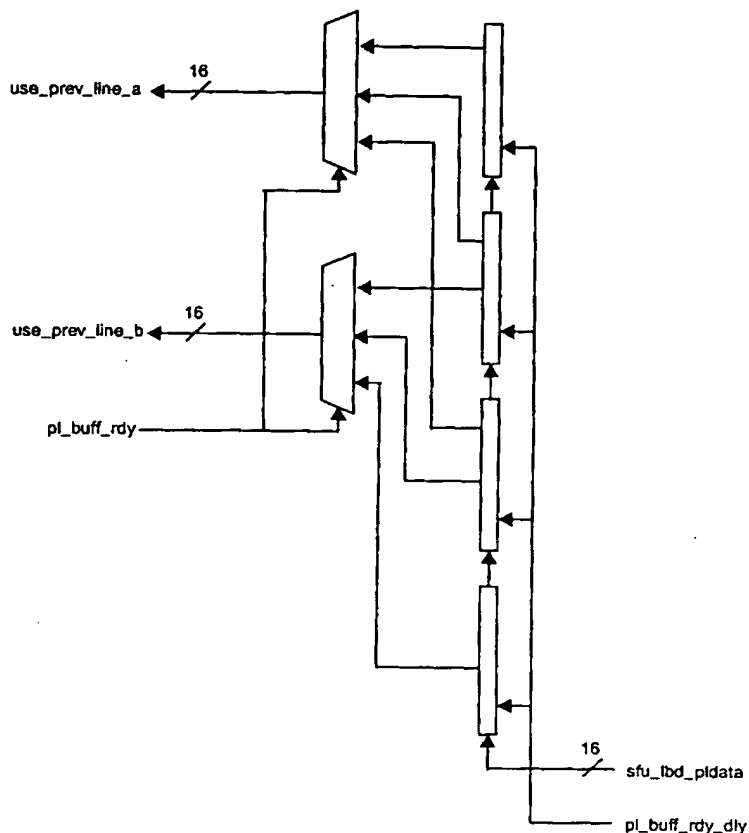 16
use_prev_line_a
16
use_prev_line_b
pl_buff_rdy
16
sfu_lbd_pldata
pl_buff_rdy_dly